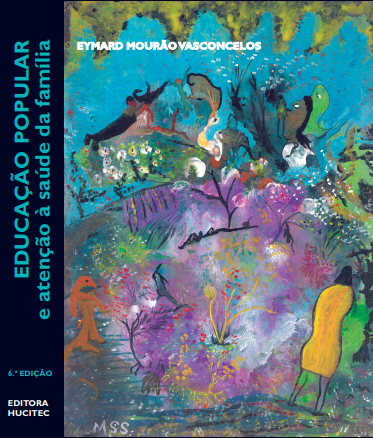 EYMARD MOURÃO VASCONCELOS
EDUCAÇÃO POPULAR
e atenção à saúde da família
6.ª EDIÇÃO
EDITORA
HUCITEC
MSS